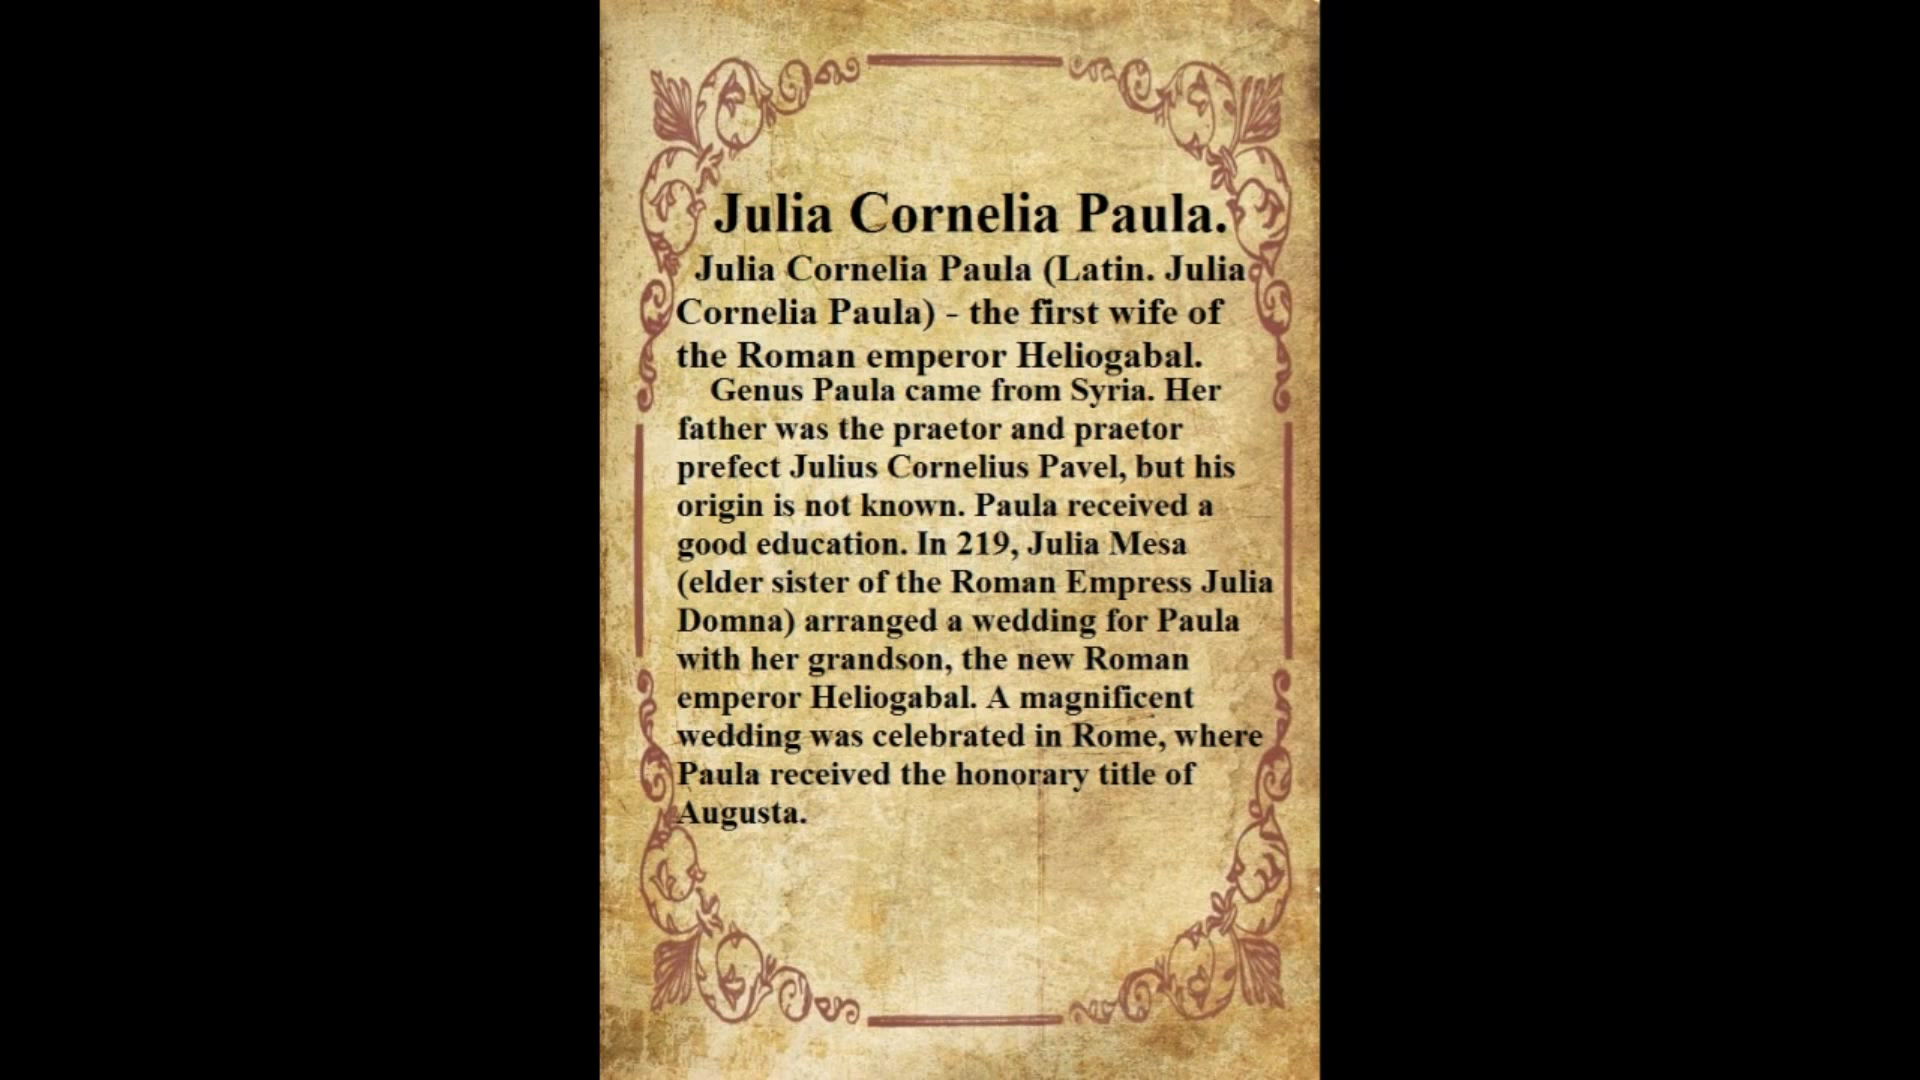 Julia Cornelia Paula.
Julia Cornelia Paula (Latin. Julia
Cornelia Paula) - the first wife of
the Roman emperor Heliogabal.
Genus Paula came from Syria. Her
father was the praetor and praetor
prefect Julius Cornelius Pavel, but his
origin is not known. Paula received a
good education. In 219, Julia Mesa
(elder sister of the Roman Empress Julia
Domna) arranged a wedding for Paula
with her grandson, the new Roman
emperor Heliogabal. A magnificent
wedding was celebrated in Rome, where
Paula received the honorary title of
Augusta.